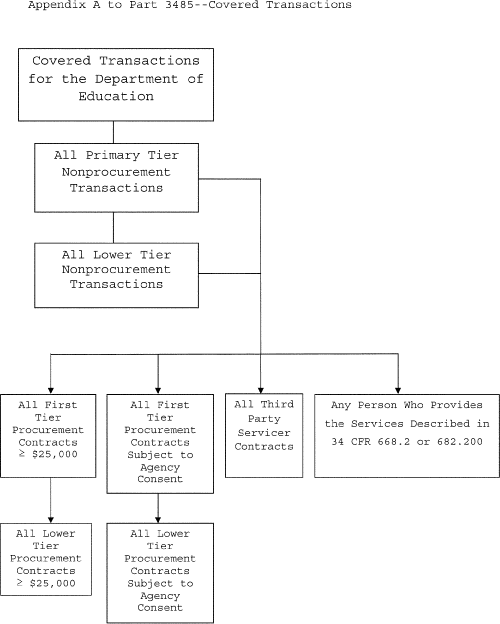 Appendix A to Part 3485--Covered Transactions
Covered Transactions
for the Department of
Education
All Primary Tier
Nonprocurement
Transactions
All Lower Tier
Nonprocurement
Transactions
All First
Tier
Procurement
Contracts
≥ $25,000
All First
Tier
Procurement
Contracts
Subject to
Agency
Consent
All Third
Party
Servicer
Contracts
Any Person Who Provides
the Services Described in
34 CFR 668.2 or 682.200
All Lower
Tier
Procurement
Contracts
≥ $25,000
All Lower
Tier
Procurement
Contracts
Subject to
Agency
Consent